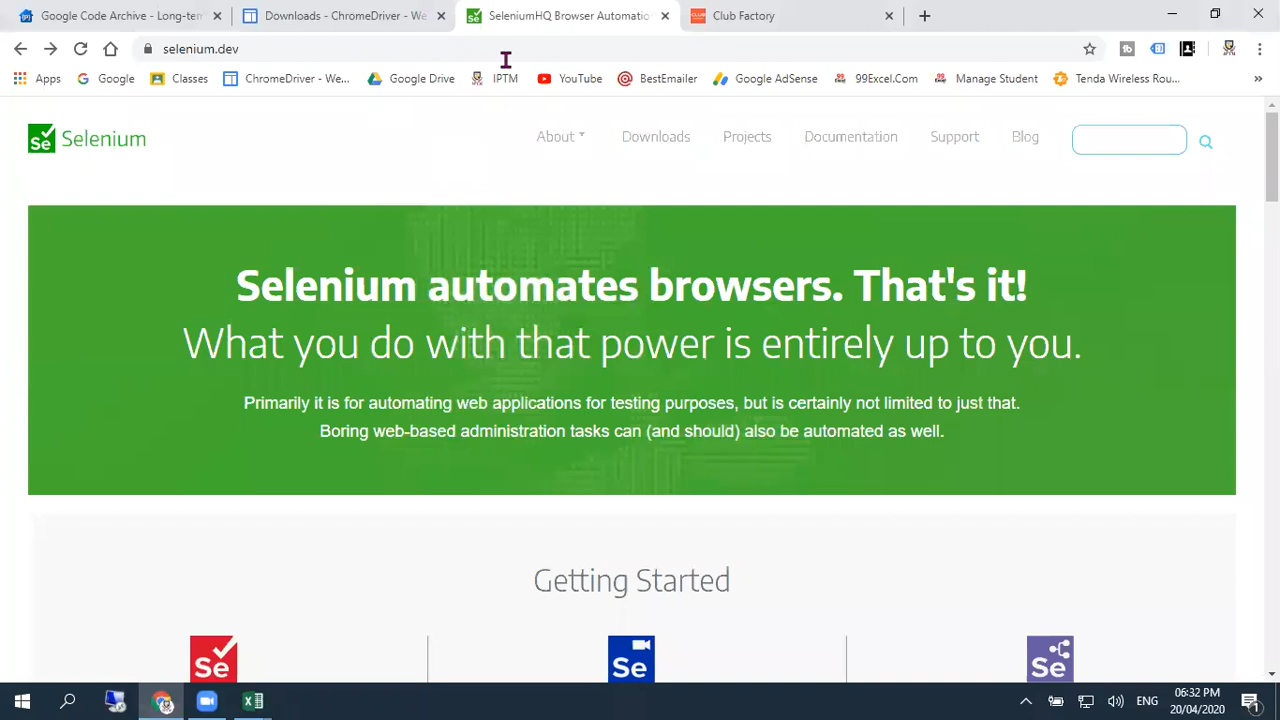 Google Code Archive - Long-ter
Downloads - ChromeDriver - We
SeleniumHQ Browser Automatio
Club Factory
selenium.dev
Apps
Google
Classes
ChromeDriver - We...
Google Drive
IPTM
YouTube
BestEmailer
Google AdSense
99Excel.Com
Manage Student
Tenda Wireless Rou...
Se Selenium
About
Downloads
Projects
Documentation
Support
Blog
Selenium automates browsers. That's it!
What you do with that power is entirely up to you.
Primarily it is for automating web applications for testing purposes, but is certainly not limited to just that.
Boring web-based administration tasks can (and should) also be automated as well.
Getting Started
Se
Se
Se
ENG
06:32 PM
20/04/2020
1